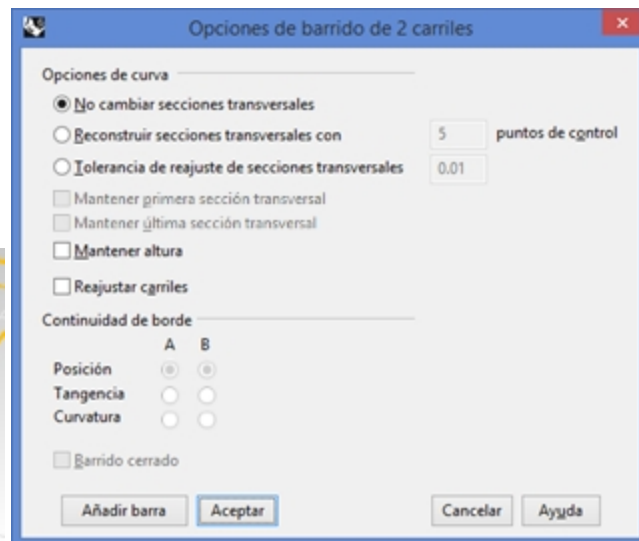 Opciones de barrido de 2 carriles
Opciones de curva
No cambiar secciones transversales
Reconstruir secciones transversales con 5 puntos de control
Tolerancia de reajuste de secciones transversales 0.01
Mantener primera sección transversal
Mantener última sección transversal
Mantener altura
Reajustar carriles
Continuidad de borde
A B
Posición
Tangencia
Curvatura
Barrido cerrado
Añadir barra Aceptar Cancelar Ayuda